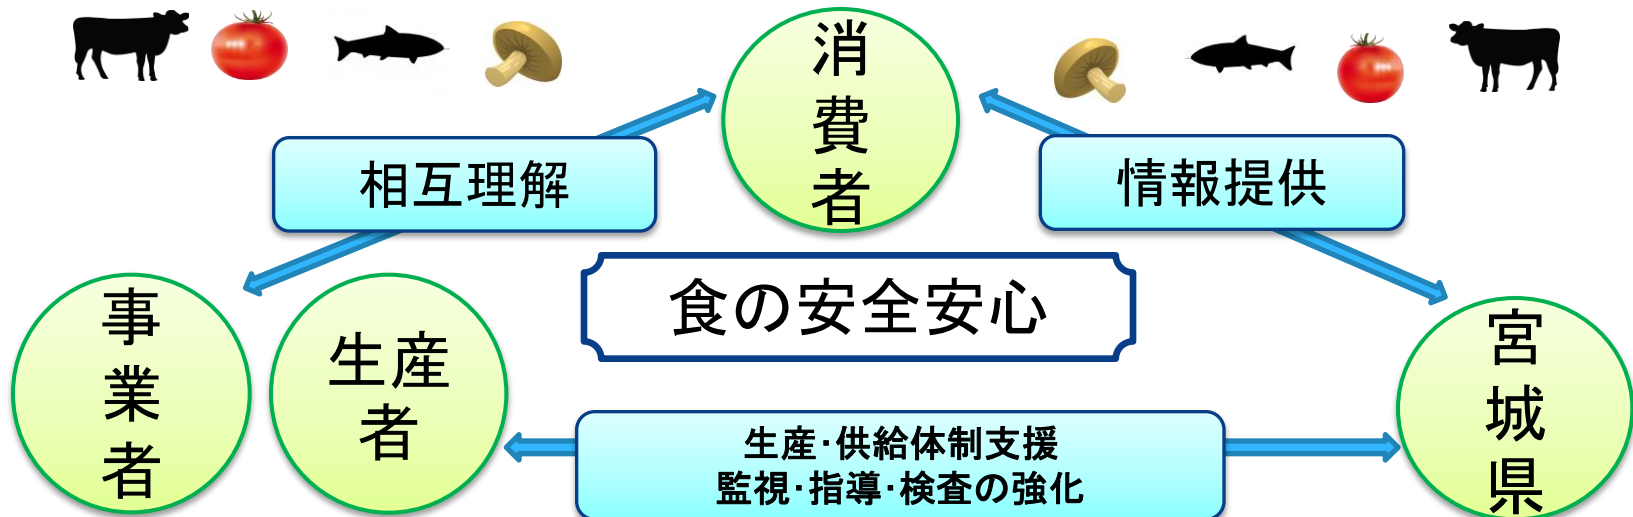 消費者
相互理解
情報提供
食の安全安心
事業者
生産
者
宮城県
生産･供給体制支援
監視･指導･検査の強化